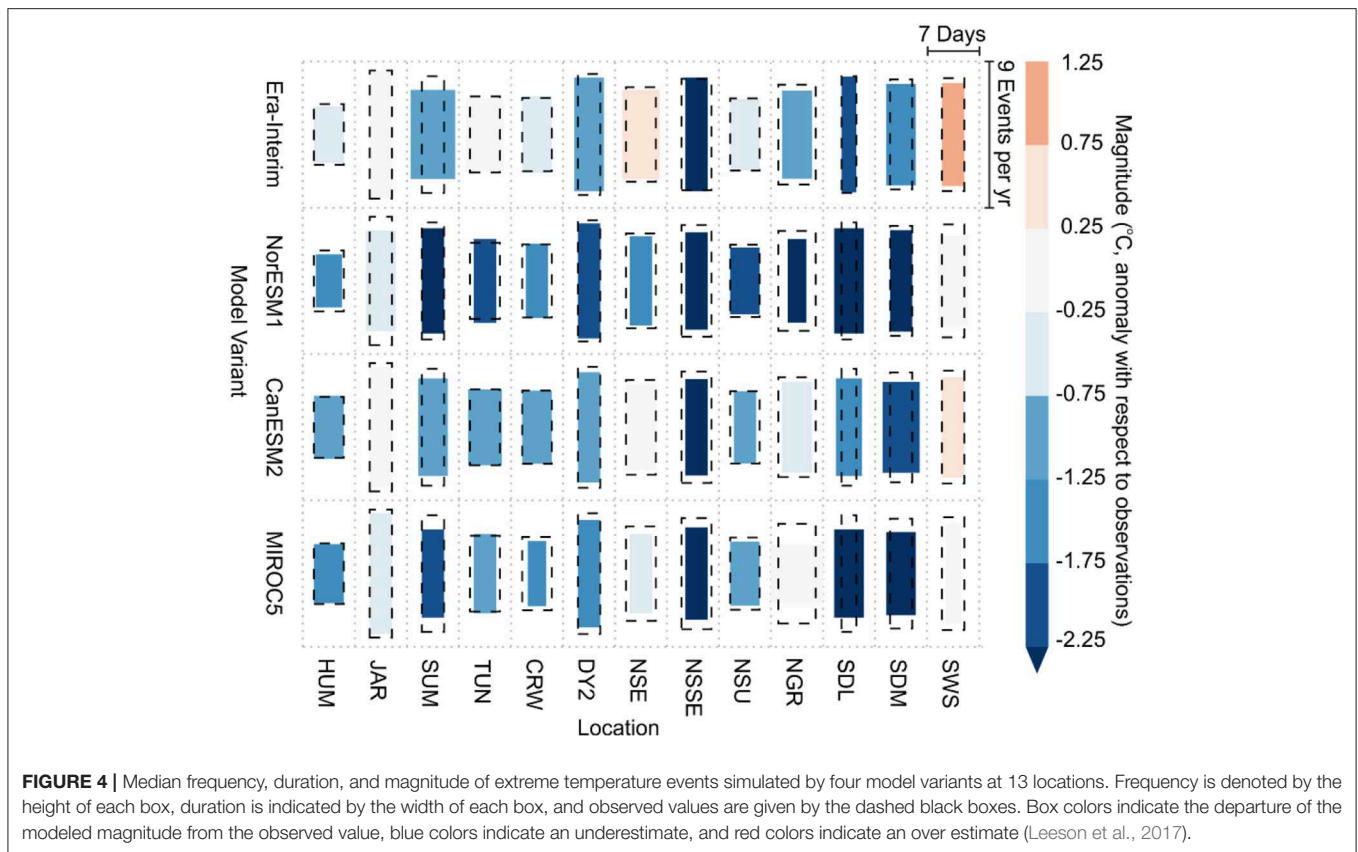 7 Days
9 Events per yr
Era-Interim
NorESM1
CanESM2
MIROC5
Model Variant
HUM
JAR
SUM
TUN
CRW
DY2
NSE
NSSE
NSU
NGR
SDL
SDM
SWS
Location
1.25
0.75
0.25
-0.25
-0.75
-1.25
-1.75
-2.25
Magnitude (°C, anomaly with respect to observations)
FIGURE 4 | Median frequency, duration, and magnitude of extreme temperature events simulated by four model variants at 13 locations. Frequency is denoted by the
height of each box, duration is indicated by the width of each box, and observed values are given by the dashed black boxes. Box colors indicate the departure of the
modeled magnitude from the observed value, blue colors indicate an underestimate, and red colors indicate an over estimate (Leeson et al., 2017).